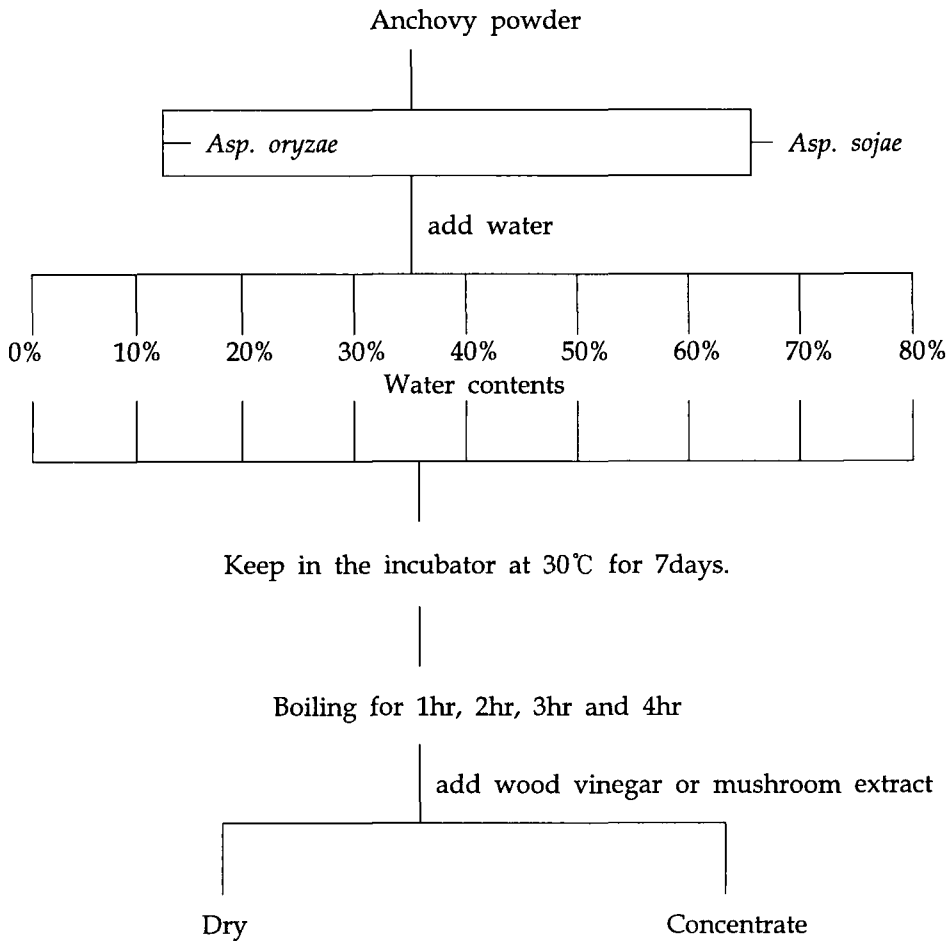 Anchovy powder
Asp. oryzae Asp. sojae
add water
0% 10% 20% 30% 40% 50% 60% 70% 80%
Water contents
Keep in the incubator at 30℃ for 7days.
Boiling for 1hr, 2hr, 3hr and 4hr
add wood vinegar or mushroom extract
Dry Concentrate